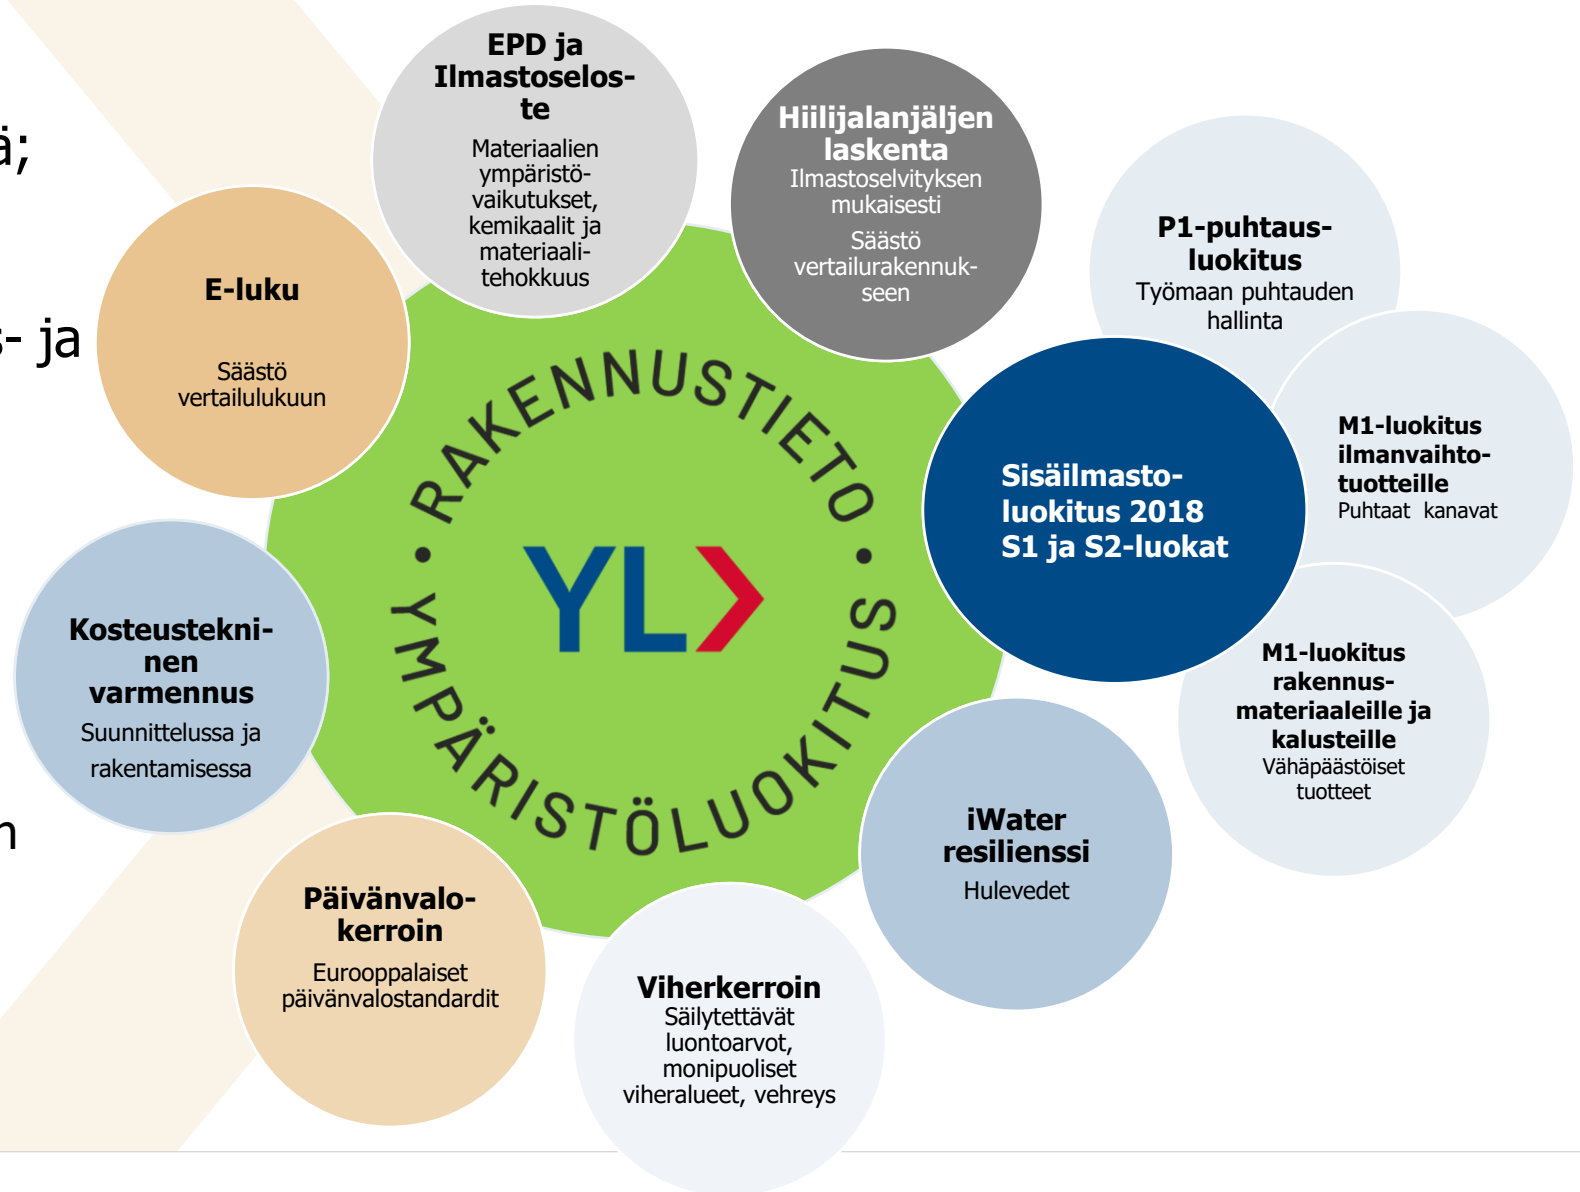 ä;
s- ja
n
EPD ja
Ilmastoselos-
te
Materiaalien
ympäristö-
vaikutukset,
kemikaalit ja
materiaali-
tehokkuus
Hiilijalanjäljen
laskenta
Ilmastoselvityksen
mukaisesti
Säästö
vertailurakennuk-
seen
P1-puhtaus-
luokitus
Työmaan puhtauden
hallinta
E-luku
Säästö
vertailulukuun
M1-luokitus
ilmanvaihto-
tuotteille
Puhtaat kanavat
Sisäilmasto-
luokitus 2018
S1 ja S2-luokat
• RAKENNUSTIETO •
YMPÄRISTÖLUOKITUS
YL
Kosteustekni-
nen
varmennus
Suunnittelussa ja
rakentamisessa
M1-luokitus
rakennus-
materiaaleille ja
kalusteille
Vähäpäästöiset
tuotteet
iWater
resilienssi
Hulevedet
Päivänvalo-
kerroin
Eurooppalaiset
päivänvalostandardit
Viherkerroin
Säilytettävät
luontoarvot,
monipuoliset
viheralueet, vehreys